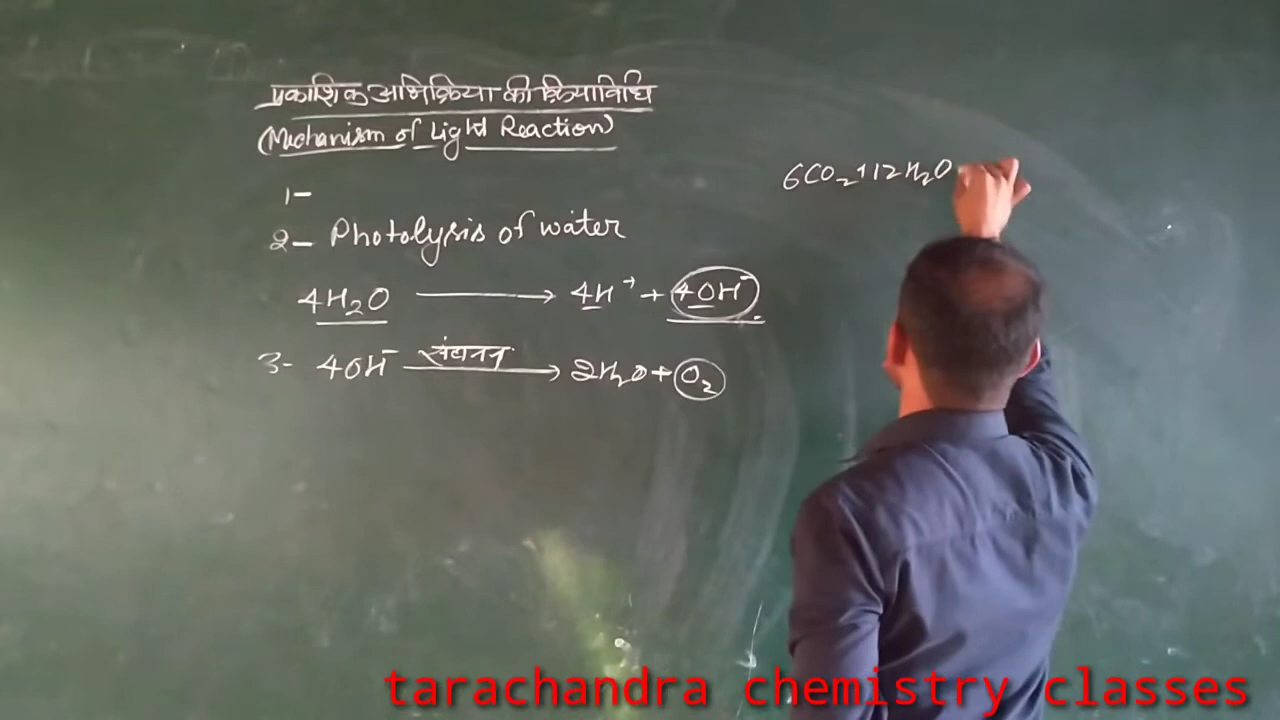 प्रकाशिक अभिक्रिया की क्रियाविधि
(Mechanism of Light Reaction)
1-
2- Photolysis of water
4H₂O ⟶ 4H⁺ + 4OH⁻
3- 4OH⁻ संघनन ⟶ 2H₂O + O₂
6CO₂+12H₂O
tarachandra chemistry classes